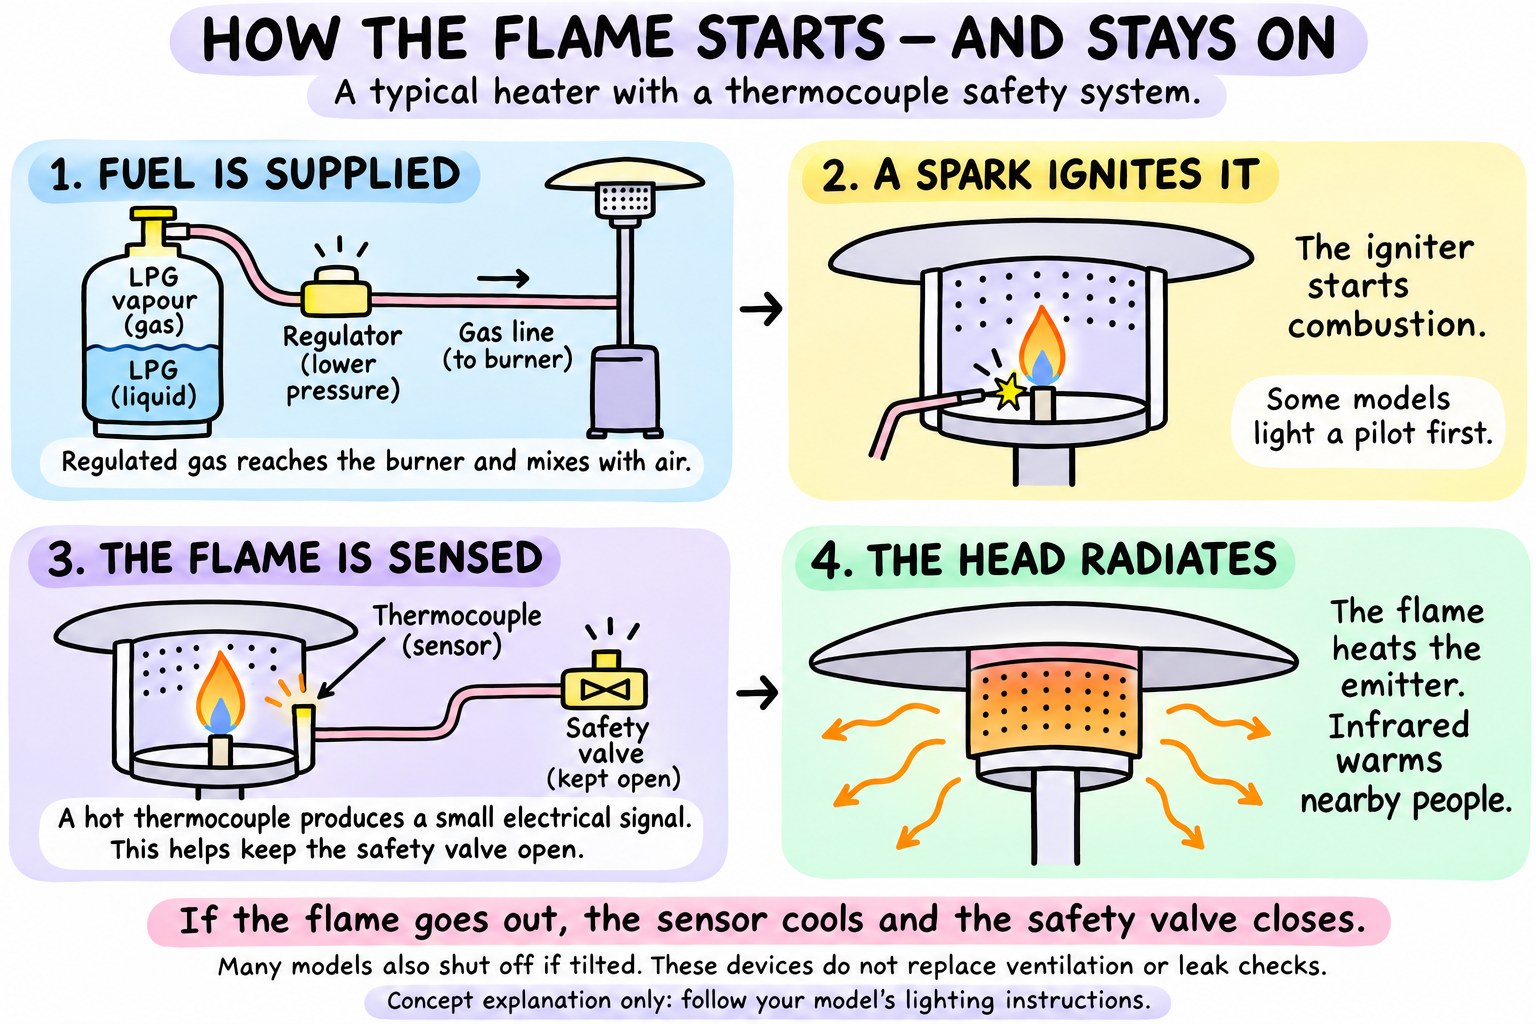 HOW THE FLAME STARTS — AND STAYS ON
A typical heater with a thermocouple safety system.
1. FUEL IS SUPPLIED
LPG
vapour
(gas)
LPG
(liquid)
Regulator
(lower
pressure)
Gas line
(to burner)
Regulated gas reaches the burner and mixes with air.
2. A SPARK IGNITES IT
The igniter
starts
combustion.
Some models
light a pilot first.
3. THE FLAME IS SENSED
Thermocouple
(sensor)
Safety
valve
(kept open)
A hot thermocouple produces a small electrical signal.
This helps keep the safety valve open.
4. THE HEAD RADIATES
The flame
heats the
emitter.
Infrared
warms
nearby people.
If the flame goes out, the sensor cools and the safety valve closes.
Many models also shut off if tilted. These devices do not replace ventilation or leak checks.
Concept explanation only: follow your model's lighting instructions.